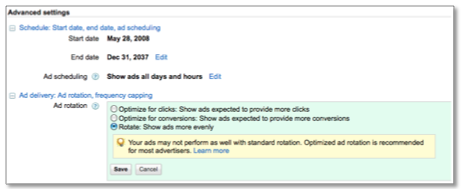 Advanced settings
Schedule: Start date, end date, ad scheduling
Start date May 28, 2008
End date Dec 31, 2037 Edit
Ad scheduling ? Show ads all days and hours Edit
Ad delivery: Ad rotation, frequency capping
Ad rotation ? Optimize for clicks: Show ads expected to provide more clicks
Optimize for conversions: Show ads expected to provide more conversions
Rotate: Show ads more evenly
Your ads may not perform as well with standard rotation. Optimized ad rotation is recommended
for most advertisers. Learn more
Save Cancel